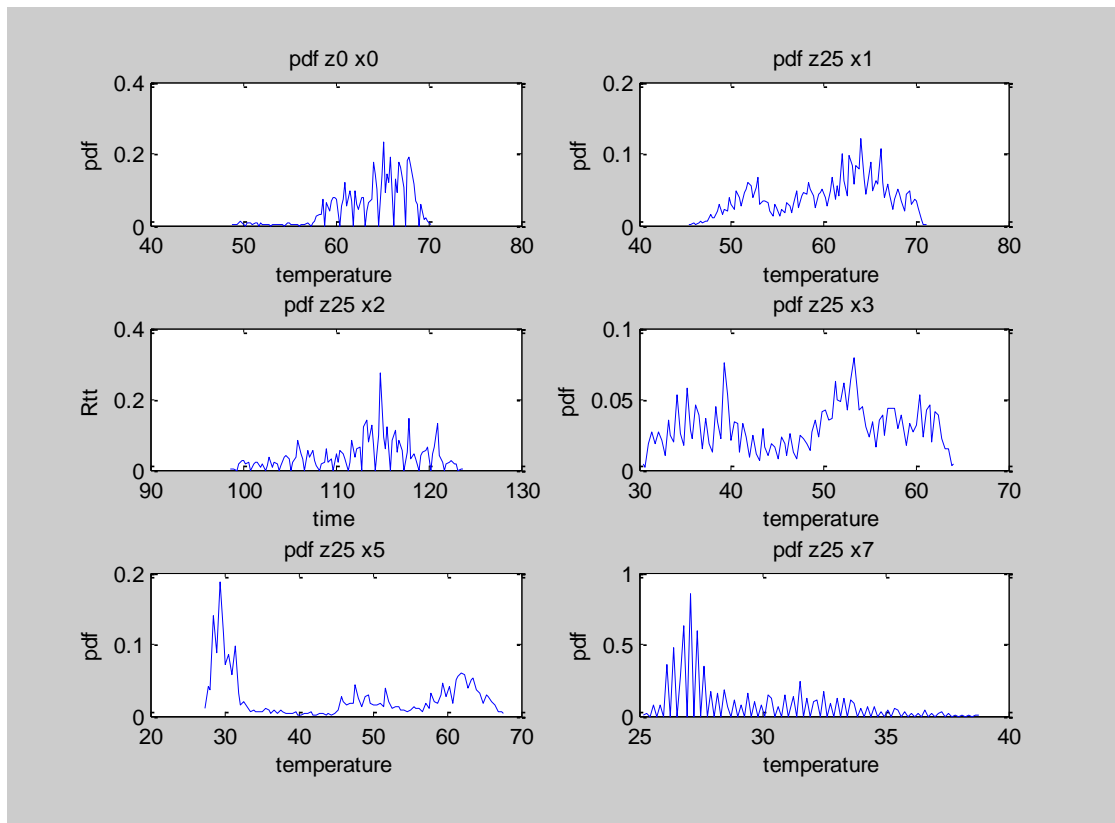 pdf z0 x0
0.4
0.2
0
pdf
40
50
60
70
80
temperature
pdf z25 x1
0.2
0.1
0
pdf
40
50
60
70
80
temperature
pdf z25 x2
0.4
0.2
0
Rtt
90
100
110
120
130
time
pdf z25 x3
0.1
0.05
0
pdf
30
40
50
60
70
temperature
pdf z25 x5
0.2
0.1
0
pdf
20
30
40
50
60
70
temperature
pdf z25 x7
1
0.5
0
pdf
25
30
35
40
temperature